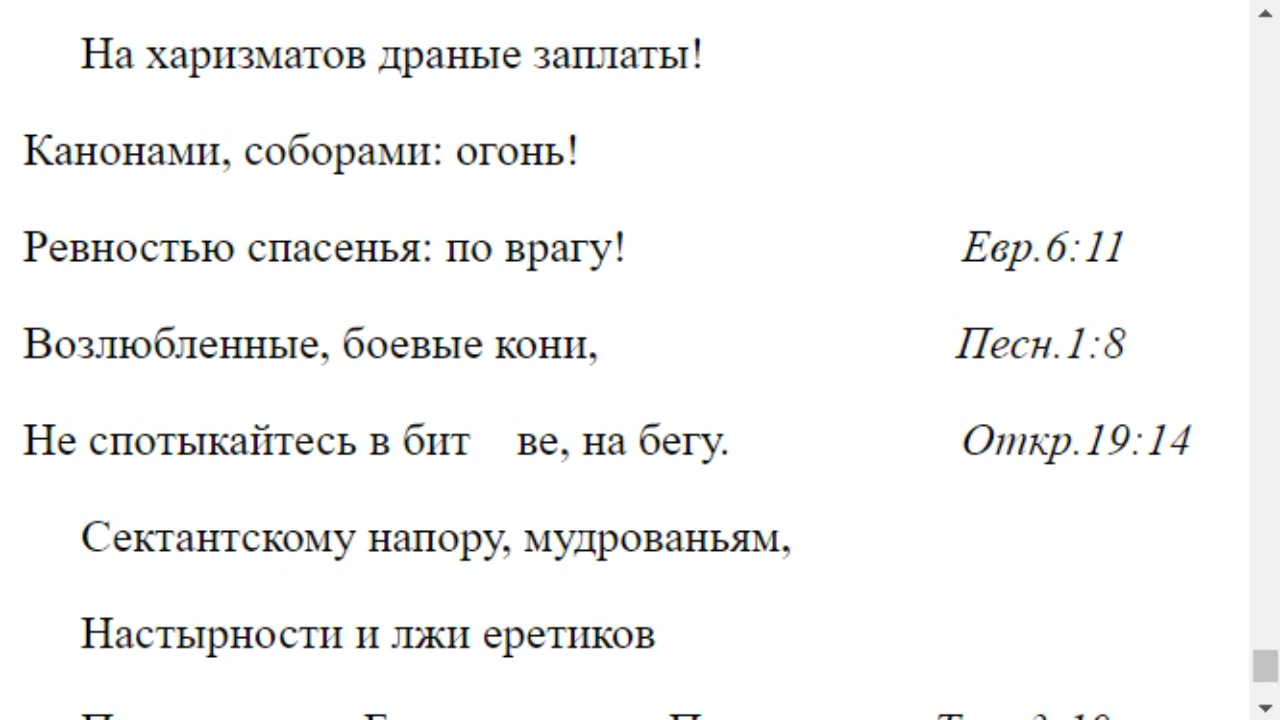 На харизматов драные заплаты!
Канонами, соборами: огонь!
Ревностью спасенья: по врагу! Евр.6:11
Возлюбленные, боевые кони, Песн.1:8
Не спотыкайтесь в бит ве, на бегу. Откр.19:14
Сектантскому напору, мудрованьям,
Настырности и лжи еретиков